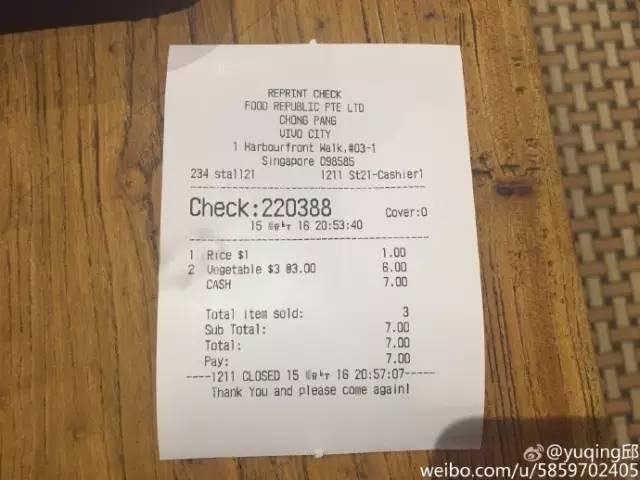 REPRINT CHECK
FOOD REPUBLIC PTE LTD
CHONG PANG
VIVO CITY
1 Harbourfront Walk,#03-1
Singapore 098585
234 stall21 1211 St21-Cashier1
Check:220388 Cover:0
15 16 20:53:40
1 Rice $1 1.00
2 Vegetable $3 @3.00 6.00
CASH 7.00
Total item sold: 3
Sub Total: 7.00
Total: 7.00
Pay: 7.00
----1211 CLOSED 15 16 20:57:07----
Thank You and please come again!
@yuqing邱
weibo.com/u/5859702405